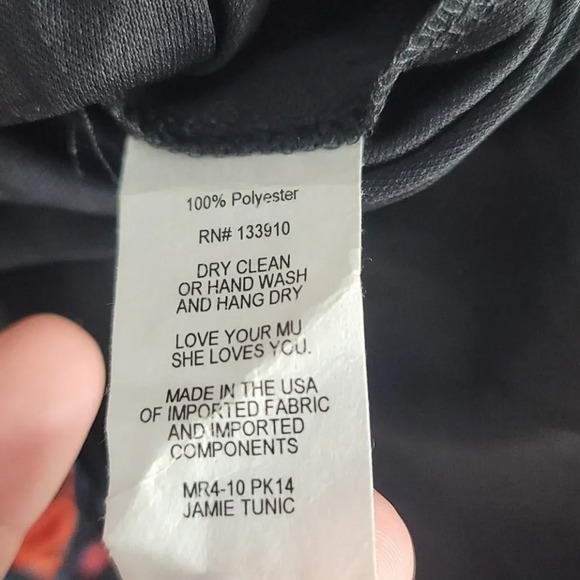 100% Polyester
RN# 133910
DRY CLEAN
OR HAND WASH
AND HANG DRY
LOVE YOUR MU
SHE LOVES YOU.
MADE IN THE USA
OF IMPORTED FABRIC
AND IMPORTED
COMPONENTS
MR4-10 PK14
JAMIE TUNIC